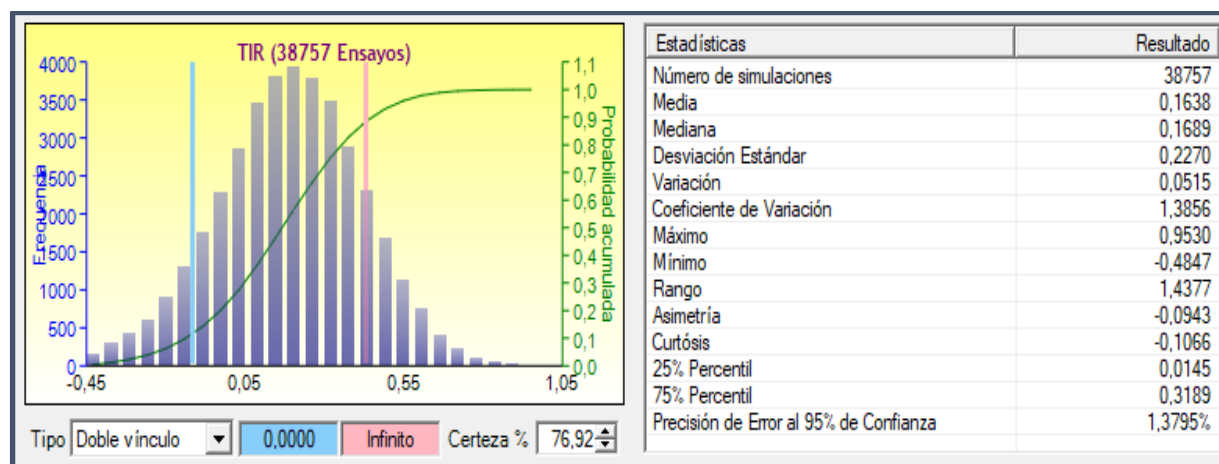 TIR (38757 Ensayos)
Frequencia
4000
3500
3000
2500
2000
1500
1000
500
0
-0,45 0,05 0,55 1,05
1,1
1,0
0,9
0,8
0,7
0,6
0,5
0,4
0,3
0,2
0,1
0,0
Probabilidad acumulada
Tipo Doble vínculo 0,0000 Infinito Certeza % 76,92
Estadísticas Resultado
Número de simulaciones 38757
Media 0,1638
Mediana 0,1689
Desviación Estándar 0,2270
Variación 0,0515
Coeficiente de Variación 1,3856
Máximo 0,9530
Mínimo -0,4847
Rango 1,4377
Asimetría -0,0943
Curtósis -0,1066
25% Percentil 0,0145
75% Percentil 0,3189
Precisión de Error al 95% de Confianza 1,3795%